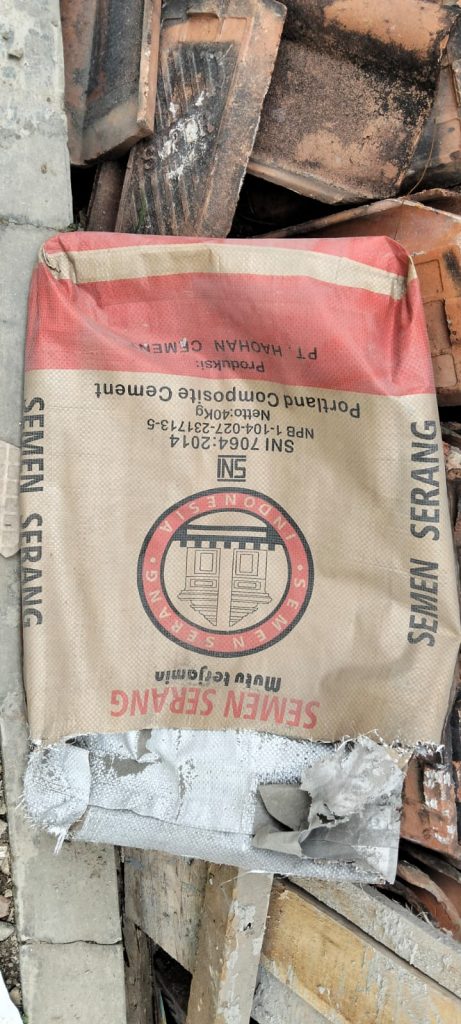 SEMEN SERANG
Mutu terjamin
INDONESIA
SEMEN SERANG
SNI
SNI 7064:2014
NPB 1-104-027-231713-5
Netto:40Kg
Portland Composite Cement
Produksi:
PT. HAOHAN CEMEN
SEMEN SERANG
SEMEN SERANG